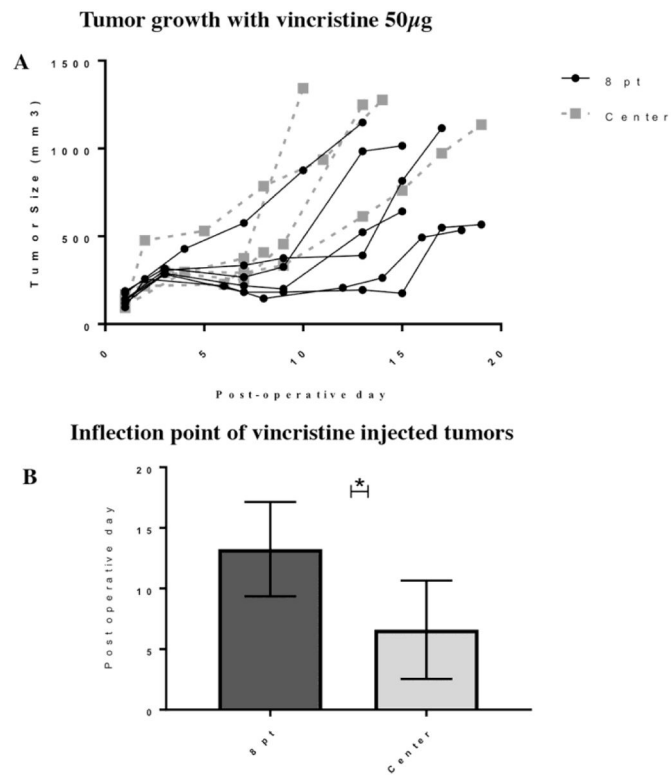 Tumor growth with vincristine 50µg
A
Tumor Size (mm3)
1500
1000
500
0
0
5
10
15
20
Post-operative day
8 pt
Center
Inflection point of vincristine injected tumors
B
Post operative day
20
15
10
5
0
*
8 pt
Center